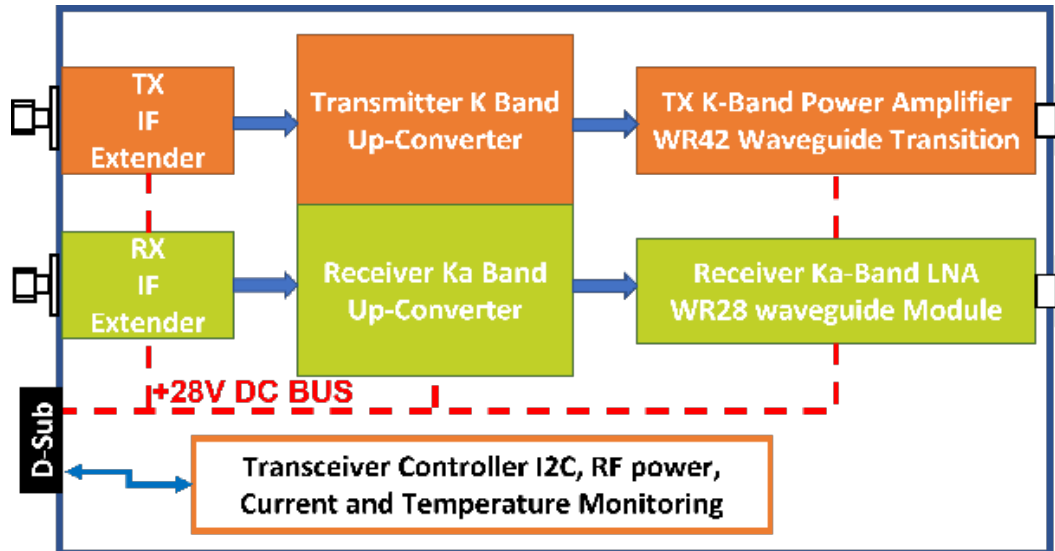 TX
IF
Extender
Transmitter K Band
Up-Converter
TX K-Band Power Amplifier
WR42 Waveguide Transition
RX
IF
Extender
Receiver Ka Band
Up-Converter
Receiver Ka-Band LNA
WR28 waveguide Module
+28V DC BUS
D-Sub
Transceiver Controller I2C, RF power,
Current and Temperature Monitoring